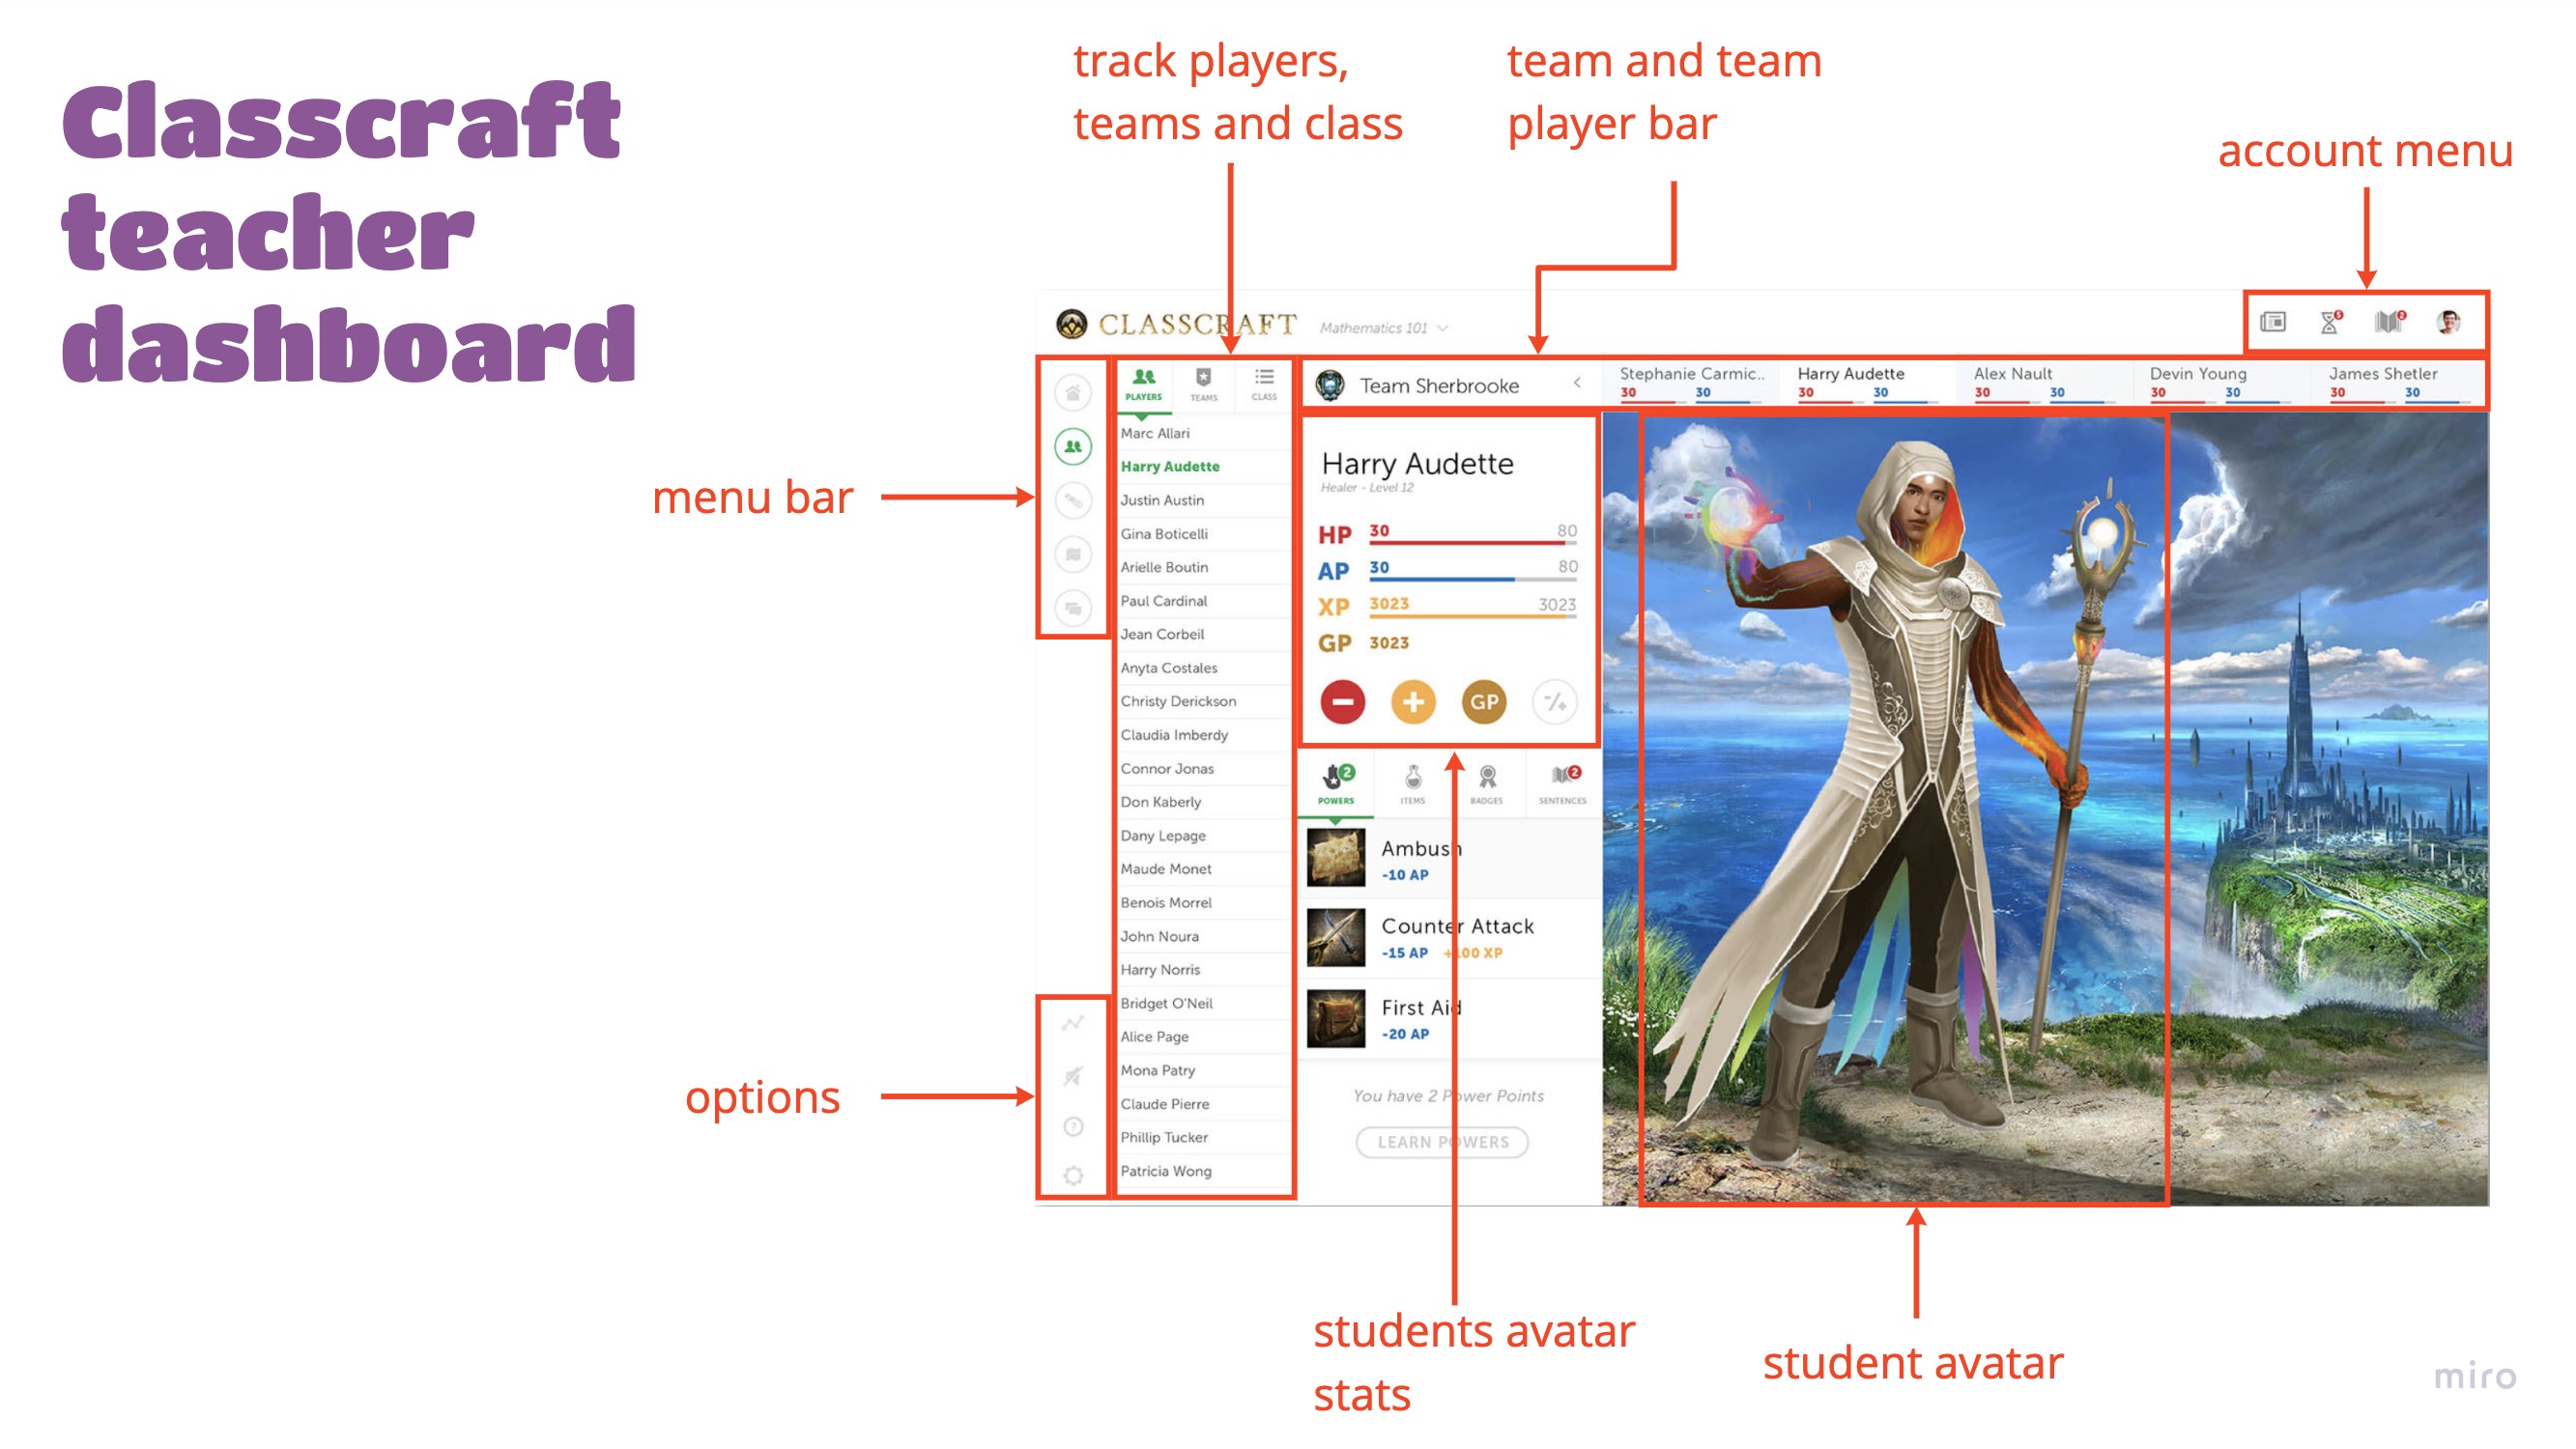 Classcraft
teacher
dashboard
track players,
teams and class
team and team
player bar
account menu
menu bar
options
students avatar
stats
student avatar
CLASSCRAFT
Mathematics 101
5
2
PLAYERS
TEAMS
CLASS
Team Sherbrooke
Stephanie Carmic..
30 30
Harry Audette
30 30
Alex Nault
30 30
Devin Young
30 30
James Shetler
30 30
Marc Allari
Harry Audette
Justin Austin
Gina Boticelli
Arielle Boutin
Paul Cardinal
Jean Corbeil
Anyta Costales
Christy Derickson
Claudia Imberdy
Connor Jonas
Don Kaberly
Dany Lepage
Maude Monet
Benois Morrel
John Noura
Harry Norris
Bridget O'Neil
Alice Page
Mona Patry
Claude Pierre
Phillip Tucker
Patricia Wong
Harry Audette
Healer - Level 12
HP 30 80
AP 30 80
XP 3023 3023
GP 3023
GP
2
POWERS
ITEMS
BADGES
2
SENTENCES
Ambush
-10 AP
Counter Attack
-15 AP +100 XP
First Aid
-20 AP
You have 2 Power Points
LEARN POWERS
miro